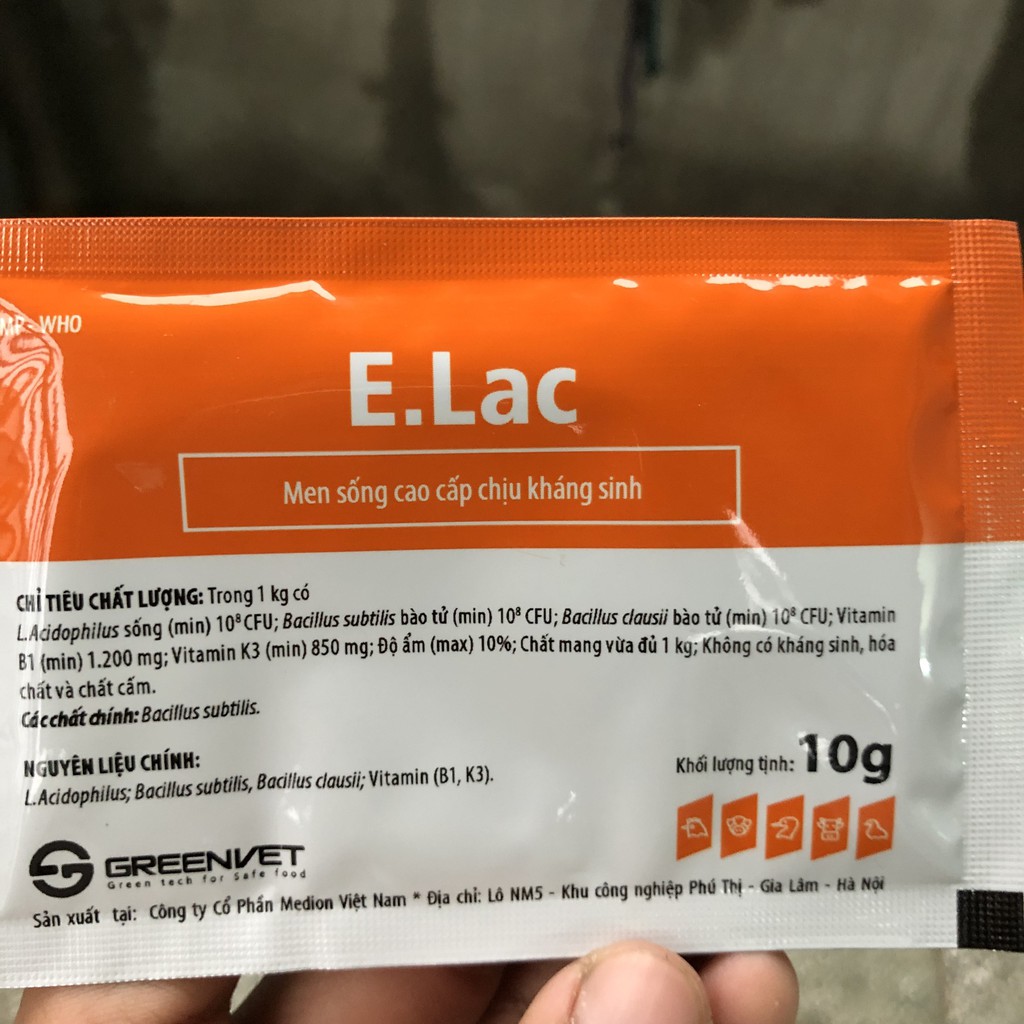 WHO
E.Lac
Men sống cao cấp chịu kháng sinh
CHỈ TIÊU CHẤT LƯỢNG: Trong 1 kg có
L.Acidophilus sống (min) 10⁸ CFU; Bacillus subtilis bào tử (min) 10⁸ CFU; Bacillus clausii bào tử (min) 10⁸ CFU; Vitamin
B1 (min) 1.200 mg; Vitamin K3 (min) 850 mg; Độ ẩm (max) 10%; Chất mang vừa đủ 1 kg; Không có kháng sinh, hóa
chất và chất cấm.
Các chất chính: Bacillus subtilis.
NGUYÊN LIỆU CHÍNH:
L.Acidophilus; Bacillus subtilis, Bacillus clausii; Vitamin (B1, K3).
Khối lượng tịnh: 10g
GREENVET
Green tech for Safe food
Sản xuất tại: Công ty Cổ Phần Medion Việt Nam * Địa chỉ: Lô NM5 - Khu công nghiệp Phú Thị - Gia Lâm - Hà Nội